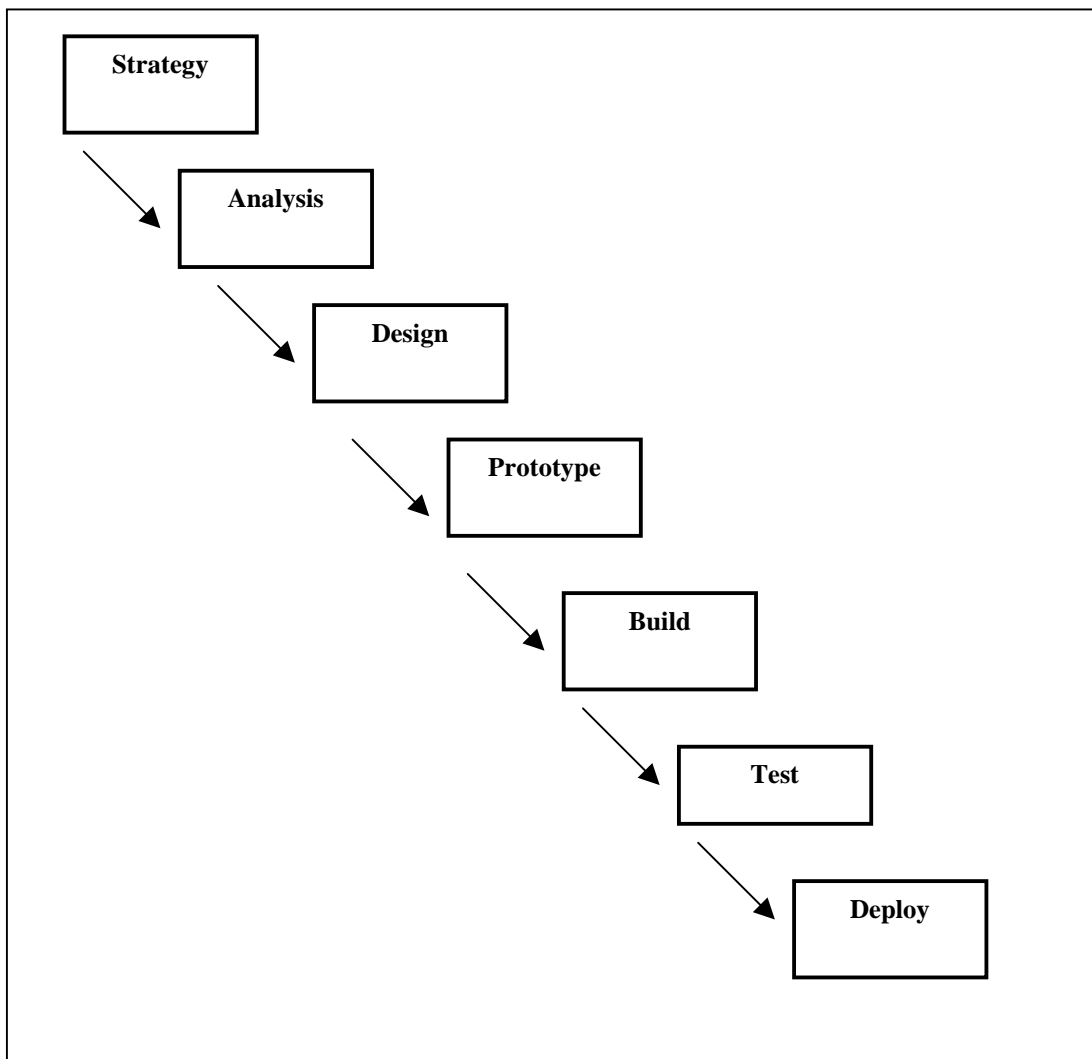 Strategy
Analysis
Design
Prototype
Build
Test
Deploy